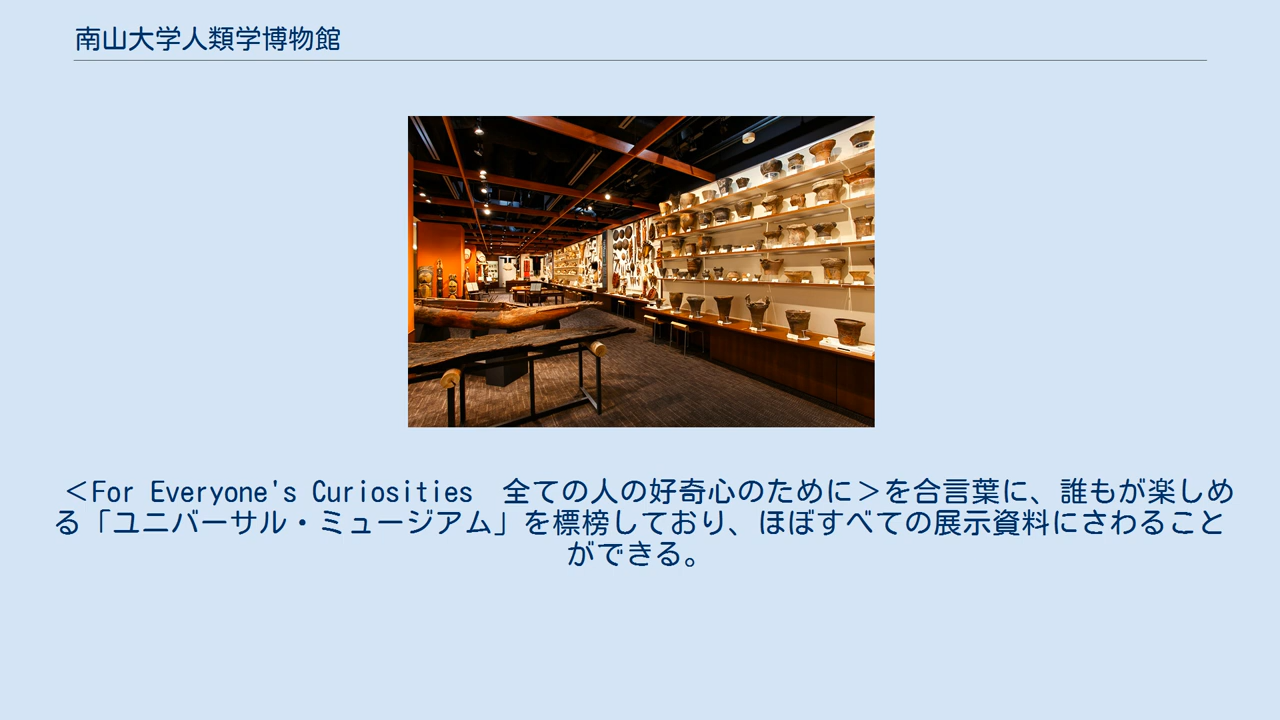 南山大学人類学博物館
＜For Everyone's Curiosities　全ての人の好奇心のために＞を合言葉に、誰もが楽しめ
る「ユニバーサル・ミュージアム」を標榜しており、ほぼすべての展示資料にさわること
ができる。